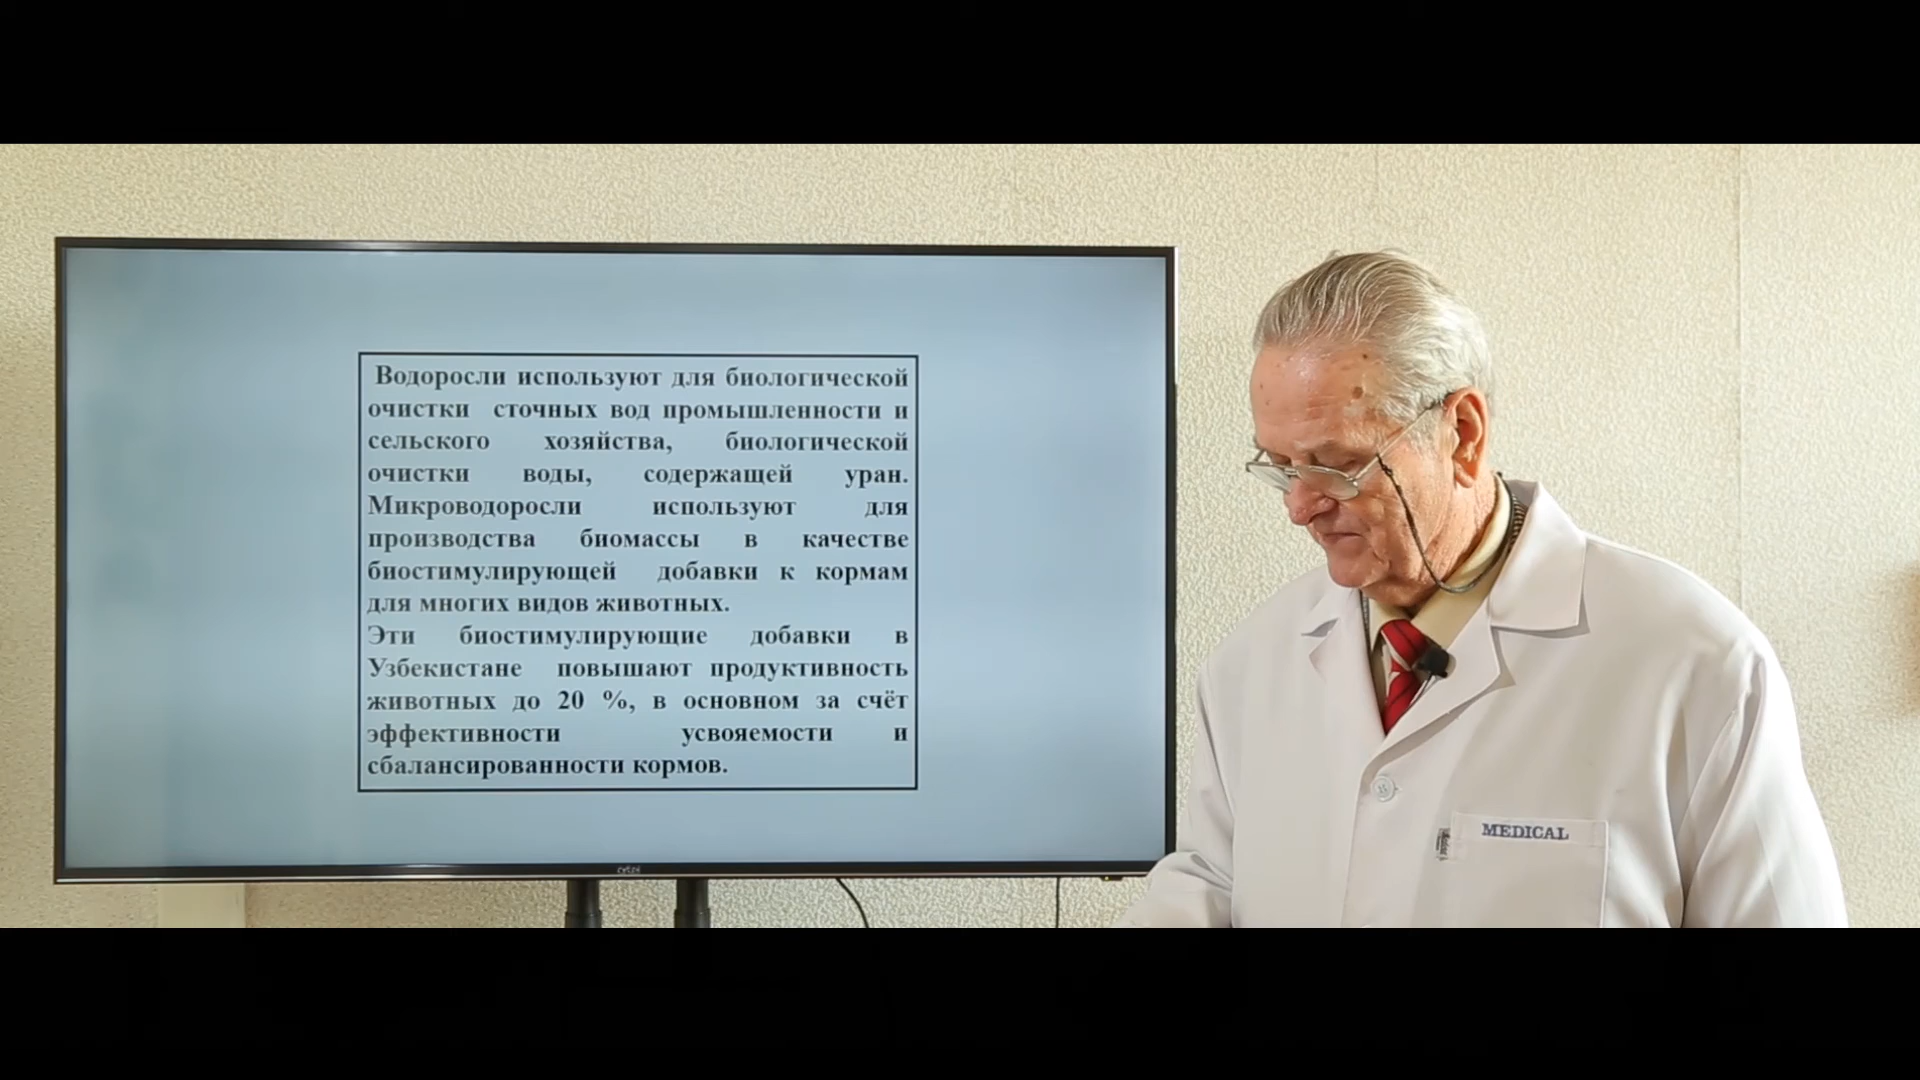 Водоросли используют для биологической
очистки сточных вод промышленности и
сельского хозяйства, биологической
очистки воды, содержащей уран.
Микроводоросли используют для
производства биомассы в качестве
биостимулирующей добавки к кормам
для многих видов животных.
Эти биостимулирующие добавки в
Узбекистане повышают продуктивность
животных до 20 %, в основном за счёт
эффективности усвояемости и
сбалансированности кормов.
MEDICAL